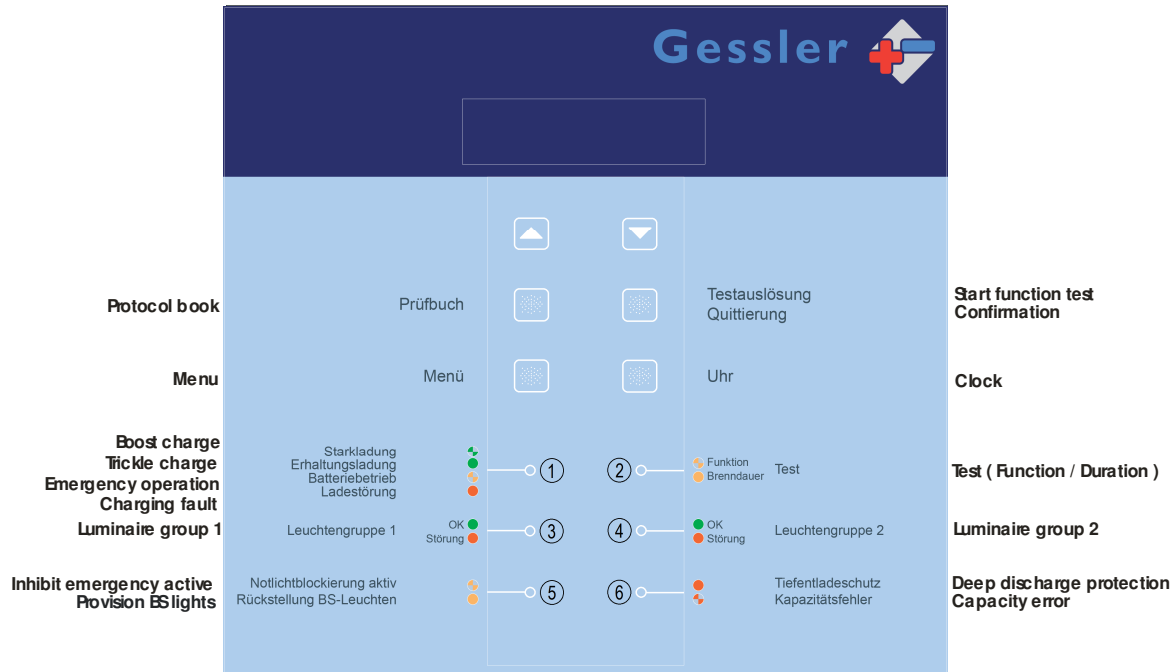 Gessler
Protocol book
Prüfbuch
Testauslösung
Quittierung
Start function test
Confirmation
Menu
Menü
Uhr
Clock
Boost charge
Trickle charge
Emergency operation
Charging fault
Starkladung
Erhaltungsladung
Batteriebetrieb
Ladestörung
1
2
Funktion
Brenndauer
Test
Test ( Function / Duration )
Luminaire group 1
Leuchtengruppe 1
OK
Störung
3
4
OK
Störung
Leuchtengruppe 2
Luminaire group 2
Inhibit emergency active
Provision BS lights
Notlichtblockierung aktiv
Rückstellung BS-Leuchten
5
6
Tiefentladeschutz
Kapazitätsfehler
Deep discharge protection
Capacity error